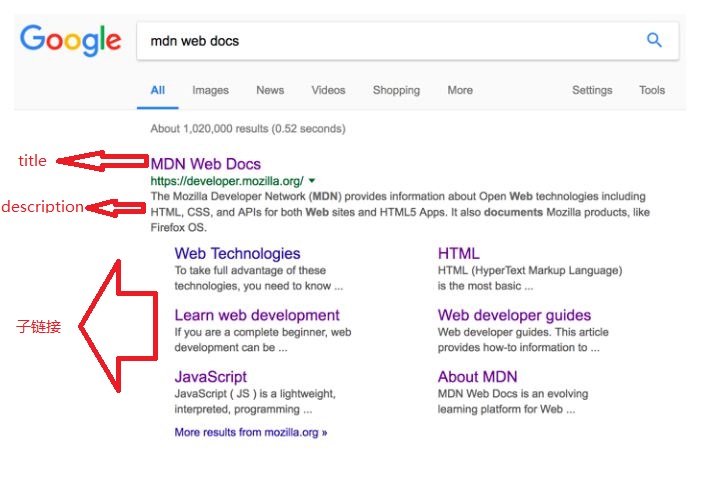 Google
mdn web docs
All Images News Videos Shopping More Settings Tools
About 1,020,000 results (0.52 seconds)
title
MDN Web Docs
https://developer.mozilla.org/
description
The Mozilla Developer Network (MDN) provides information about Open Web technologies including
HTML, CSS, and APIs for both Web sites and HTML5 Apps. It also documents Mozilla products, like
Firefox OS.
子链接
Web Technologies
To take full advantage of these
technologies, you need to know ...
HTML
HTML (HyperText Markup Language)
is the most basic ...
Learn web development
If you are a complete beginner, web
development can be ...
Web developer guides
Web developer guides. This article
provides how-to information to ...
JavaScript
JavaScript ( JS ) is a lightweight,
interpreted, programming ...
About MDN
MDN Web Docs is an evolving
learning platform for Web ...
More results from mozilla.org »